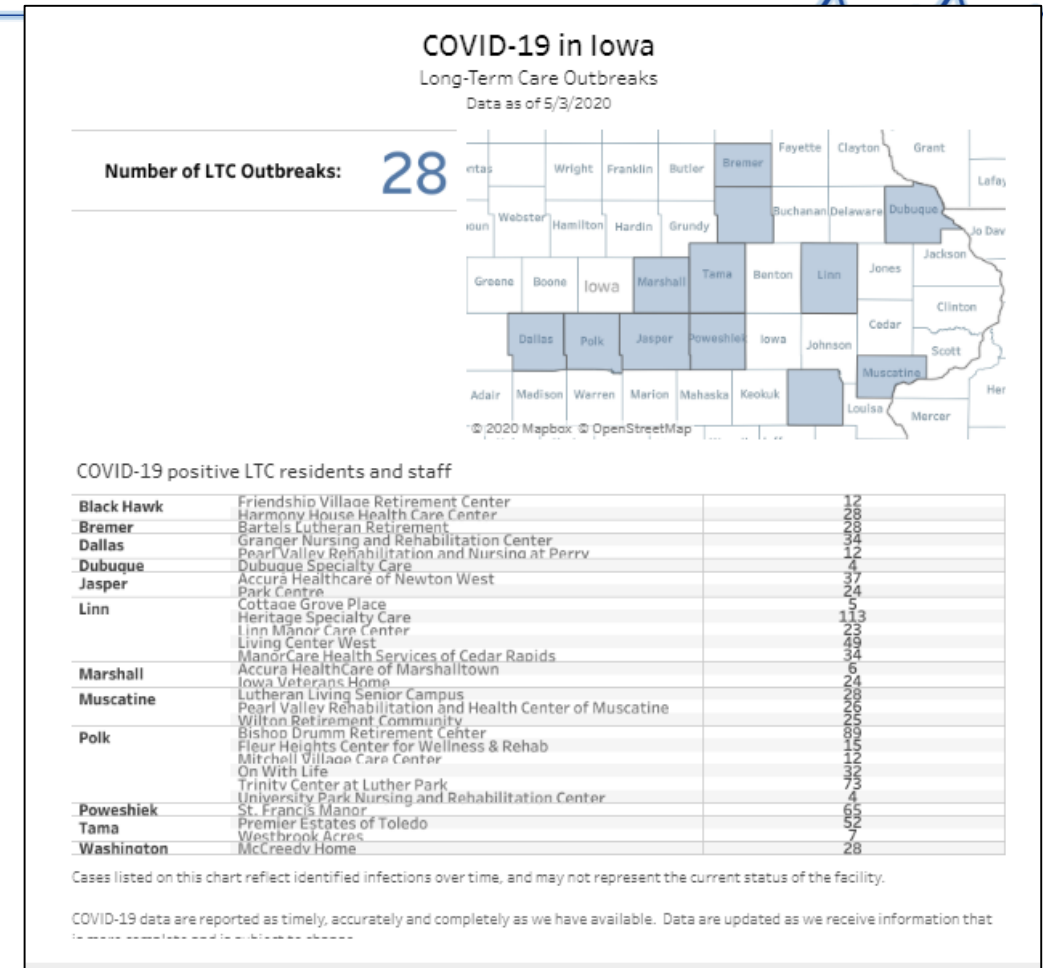 COVID-19 in Iowa
Long-Term Care Outbreaks
Data as of 5/3/2020
Number of LTC Outbreaks: 28
Fayette Clayton Grant
Wright Franklin Butler Bremer
Webster Hamilton Hardin Grundy Buchanan Delaware Dubuque
Jackson
Greene Boone Iowa Marshall Tama Benton Linn Jones
Clinton
Cedar
Dallas Polk Jasper Poweshiek Iowa Johnson Scott
Muscatine
Adair Madison Warren Marion Mahaska Keokuk Louisa Mercer
© 2020 Mapbox © OpenStreetMap
COVID-19 positive LTC residents and staff
Black Hawk Friendship Village Retirement Center 12
Harmony House Health Care Center 28
Bremer Bartels Lutheran Retirement 28
Dallas Granger Nursing and Rehabilitation Center 34
Pearl Valley Rehabilitation and Nursing at Perry 12
Dubuque Dubuque Specialty Care 4
Jasper Accura Healthcare of Newton West 37
Park Centre 24
Linn Cottage Grove Place 5
Heritage Specialty Care 113
Linn Manor Care Center 23
Living Center West 49
ManorCare Health Services of Cedar Rapids 34
Marshall Accura HealthCare of Marshalltown 6
Iowa Veterans Home 24
Muscatine Lutheran Living Senior Campus 28
Pearl Valley Rehabilitation and Health Center of Muscatine 26
Wilton Retirement Community 25
Polk Bishop Drumm Retirement Center 89
Fleur Heights Center for Wellness & Rehab 15
Mitchell Village Care Center 12
On With Life 32
Trinity Center at Luther Park 73
University Park Nursing and Rehabilitation Center 4
Poweshiek St. Francis Manor 65
Tama Premier Estates of Toledo 52
Westbrook Acres 7
Washington McCreedy Home 28
Cases listed on this chart reflect identified infections over time, and may not represent the current status of the facility.
COVID-19 data are reported as timely, accurately and completely as we have available. Data are updated as we receive information that